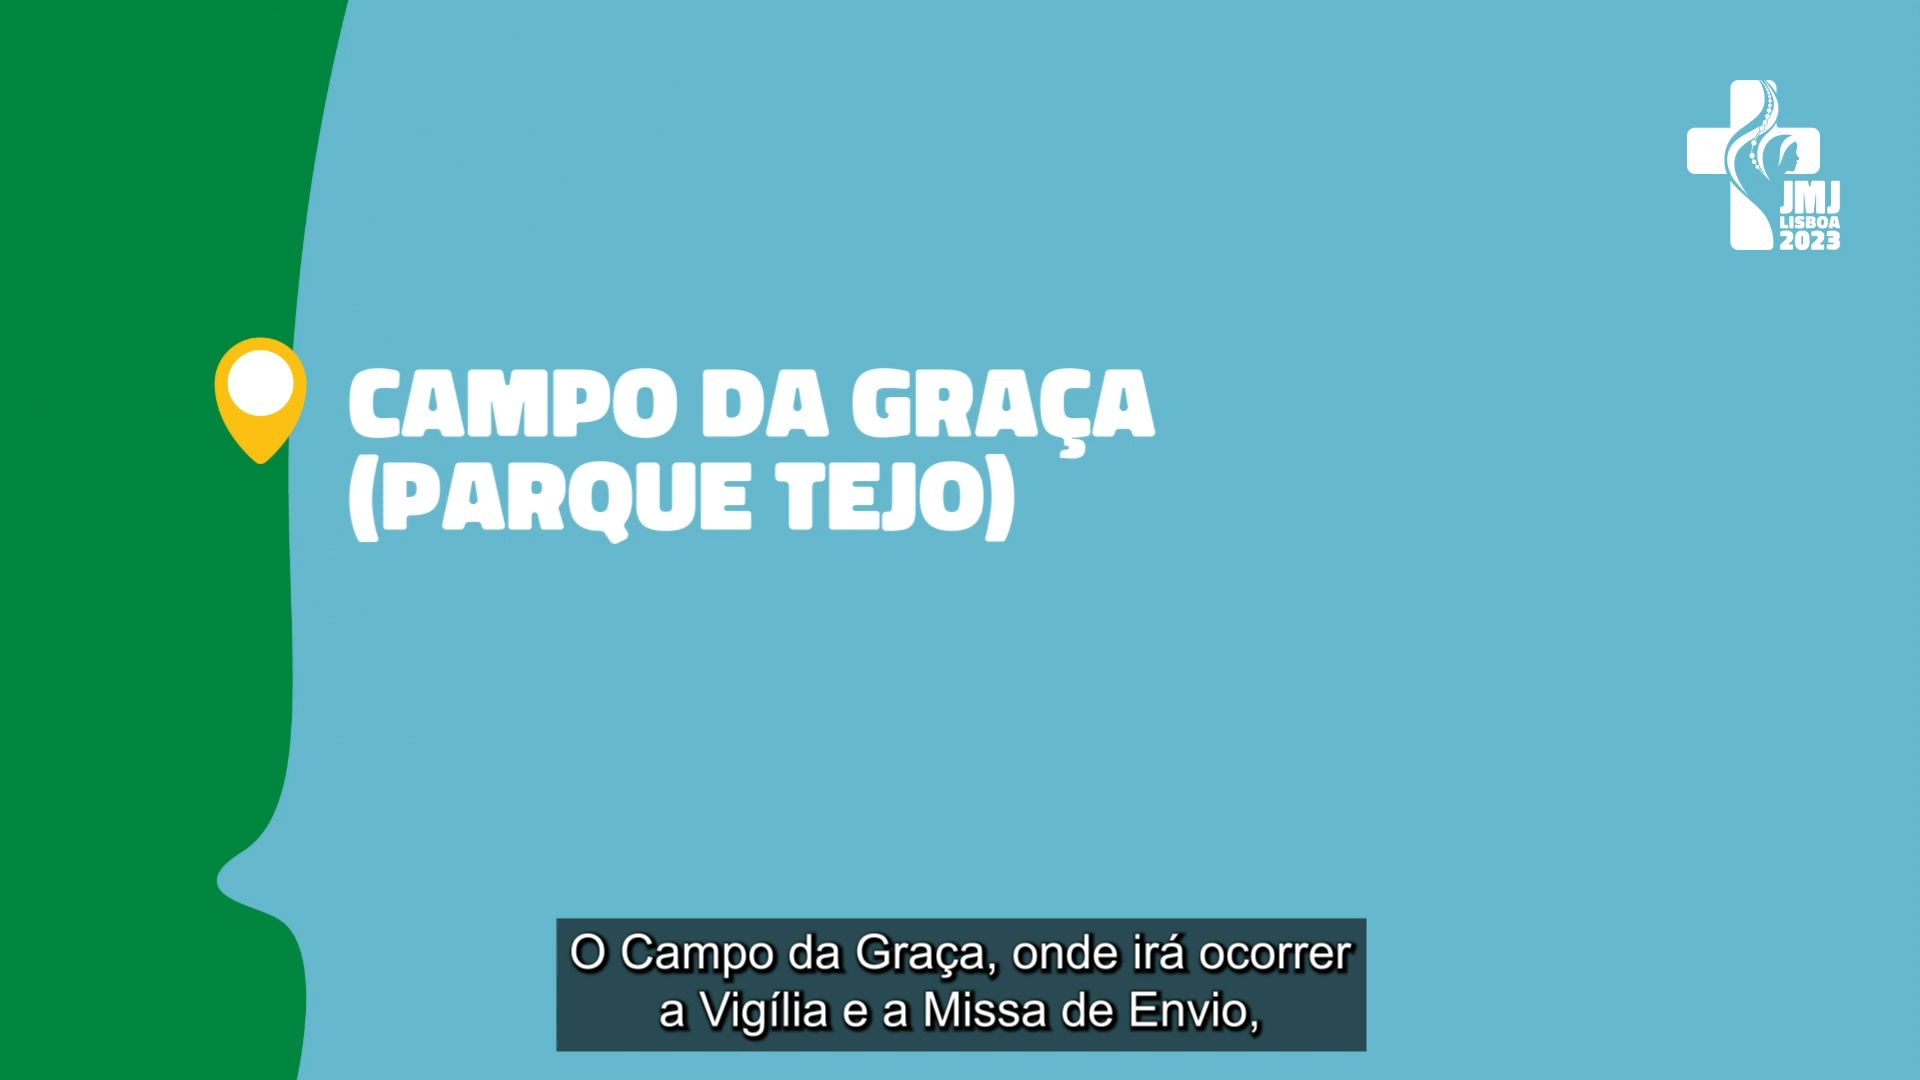 JMJ
LISBOA
2023
CAMPO DA GRAÇA
(PARQUE TEJO)
O Campo da Graça, onde irá ocorrer
a Vigília e a Missa de Envio,